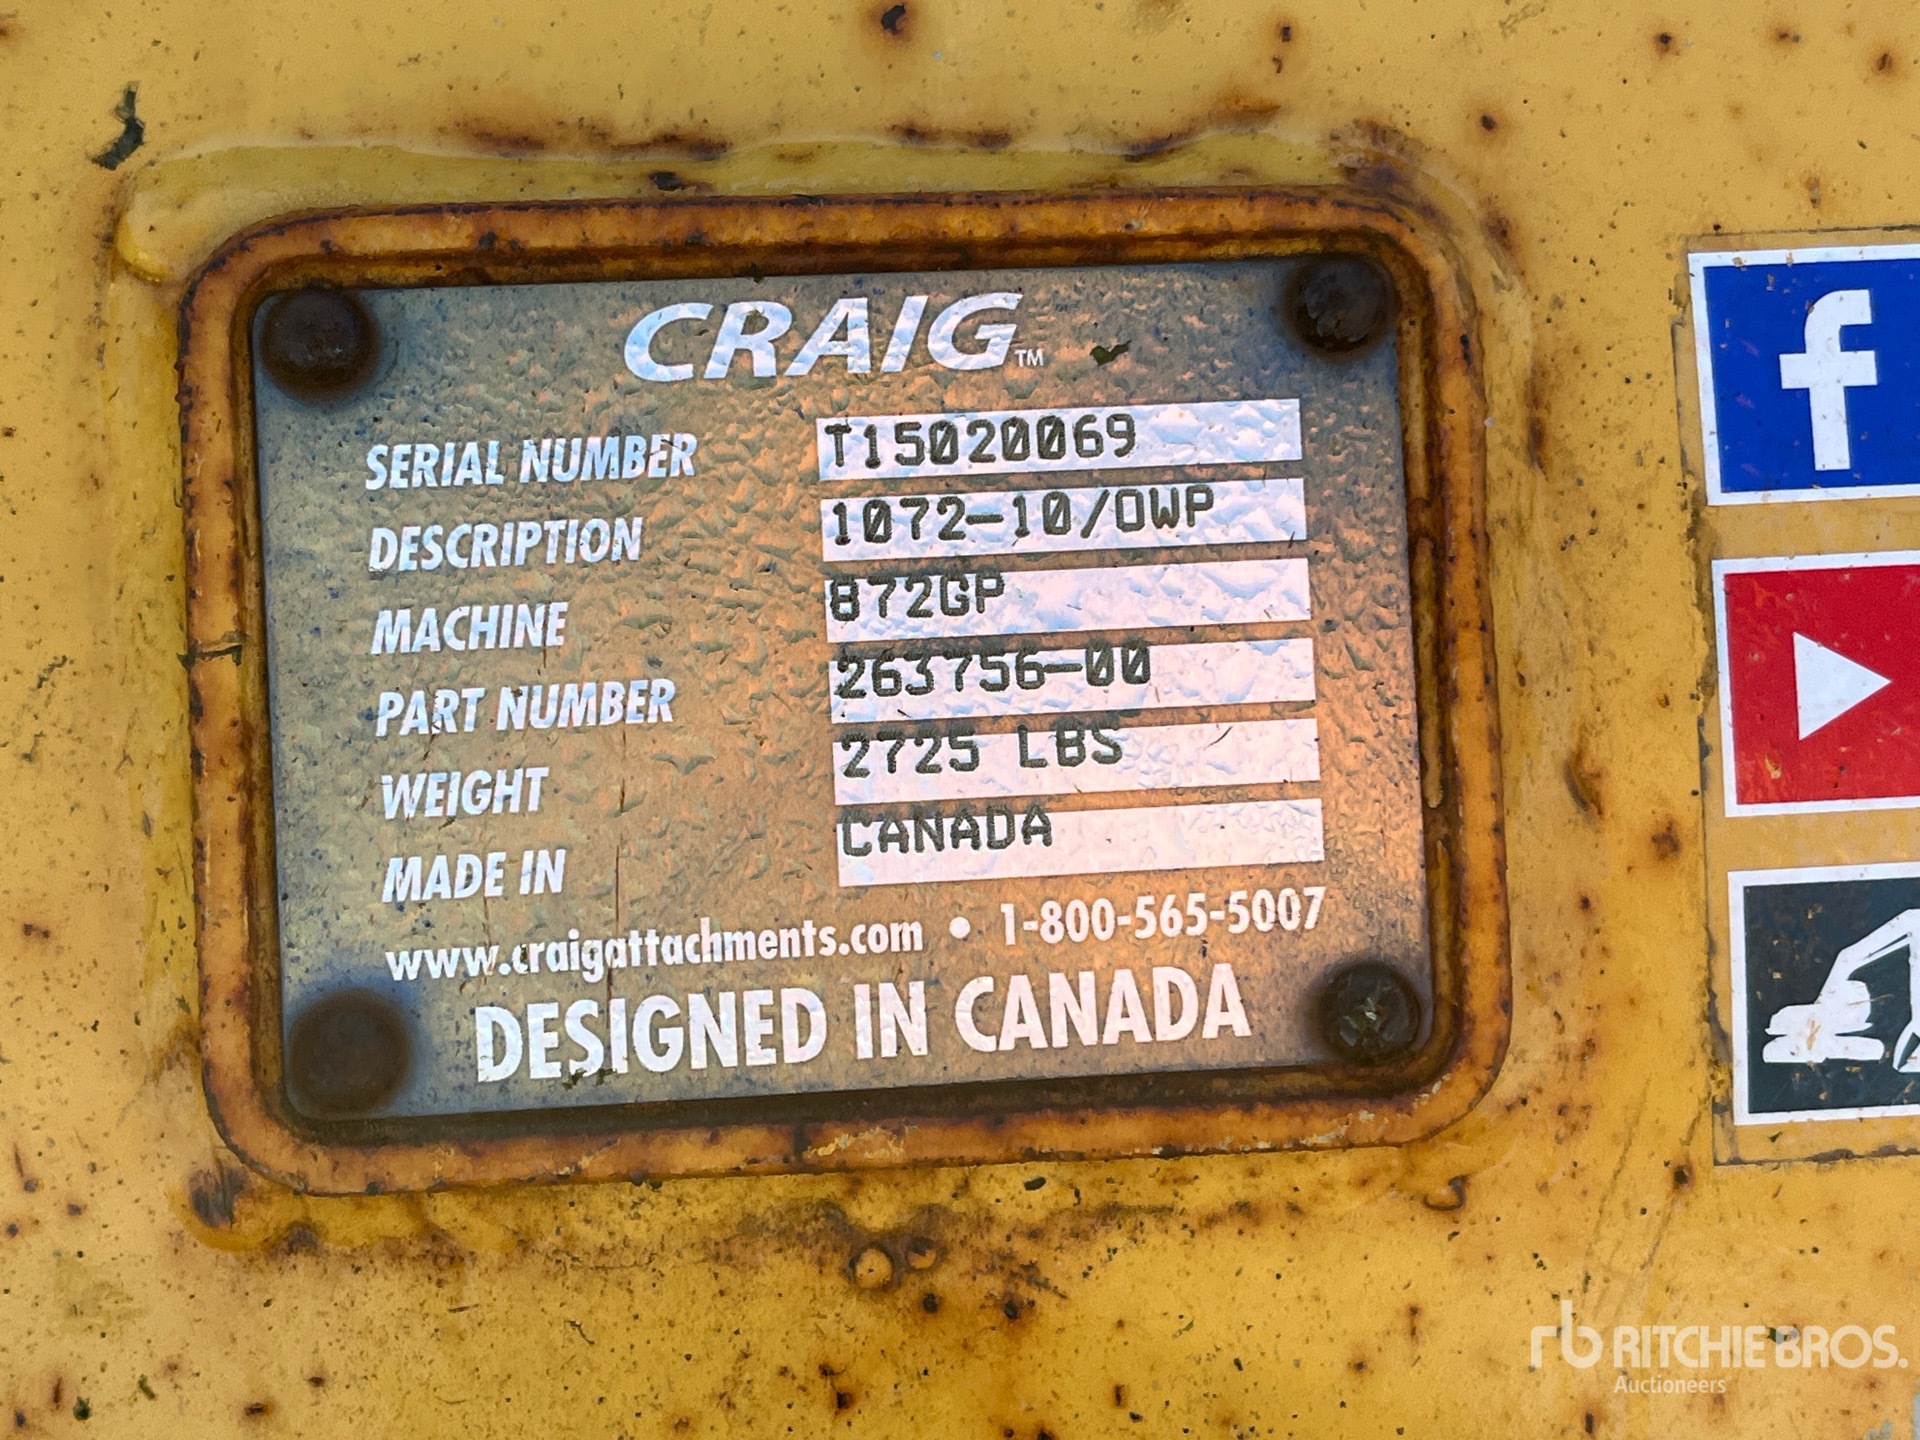 CRAIG™
SERIAL NUMBER T15020069
DESCRIPTION 1072-10/OWP
MACHINE 872GP
PART NUMBER 263756-00
WEIGHT 2725 LBS
MADE IN CANADA
www.craigattachments.com • 1-800-565-5007
DESIGNED IN CANADA
f
rb RITCHIE BROS.
Auctioneers